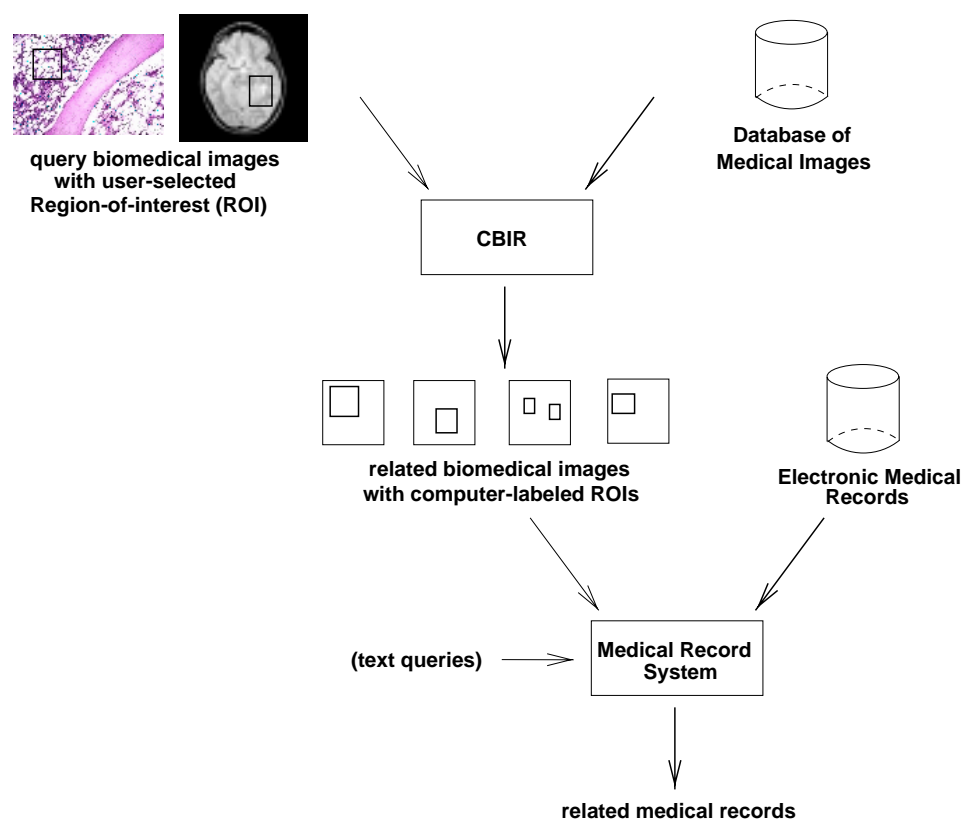 query biomedical images
with user-selected
Region-of-interest (ROI)
Database of
Medical Images
CBIR
related biomedical images
with computer-labeled ROIs
Electronic Medical
Records
(text queries)
Medical Record
System
related medical records